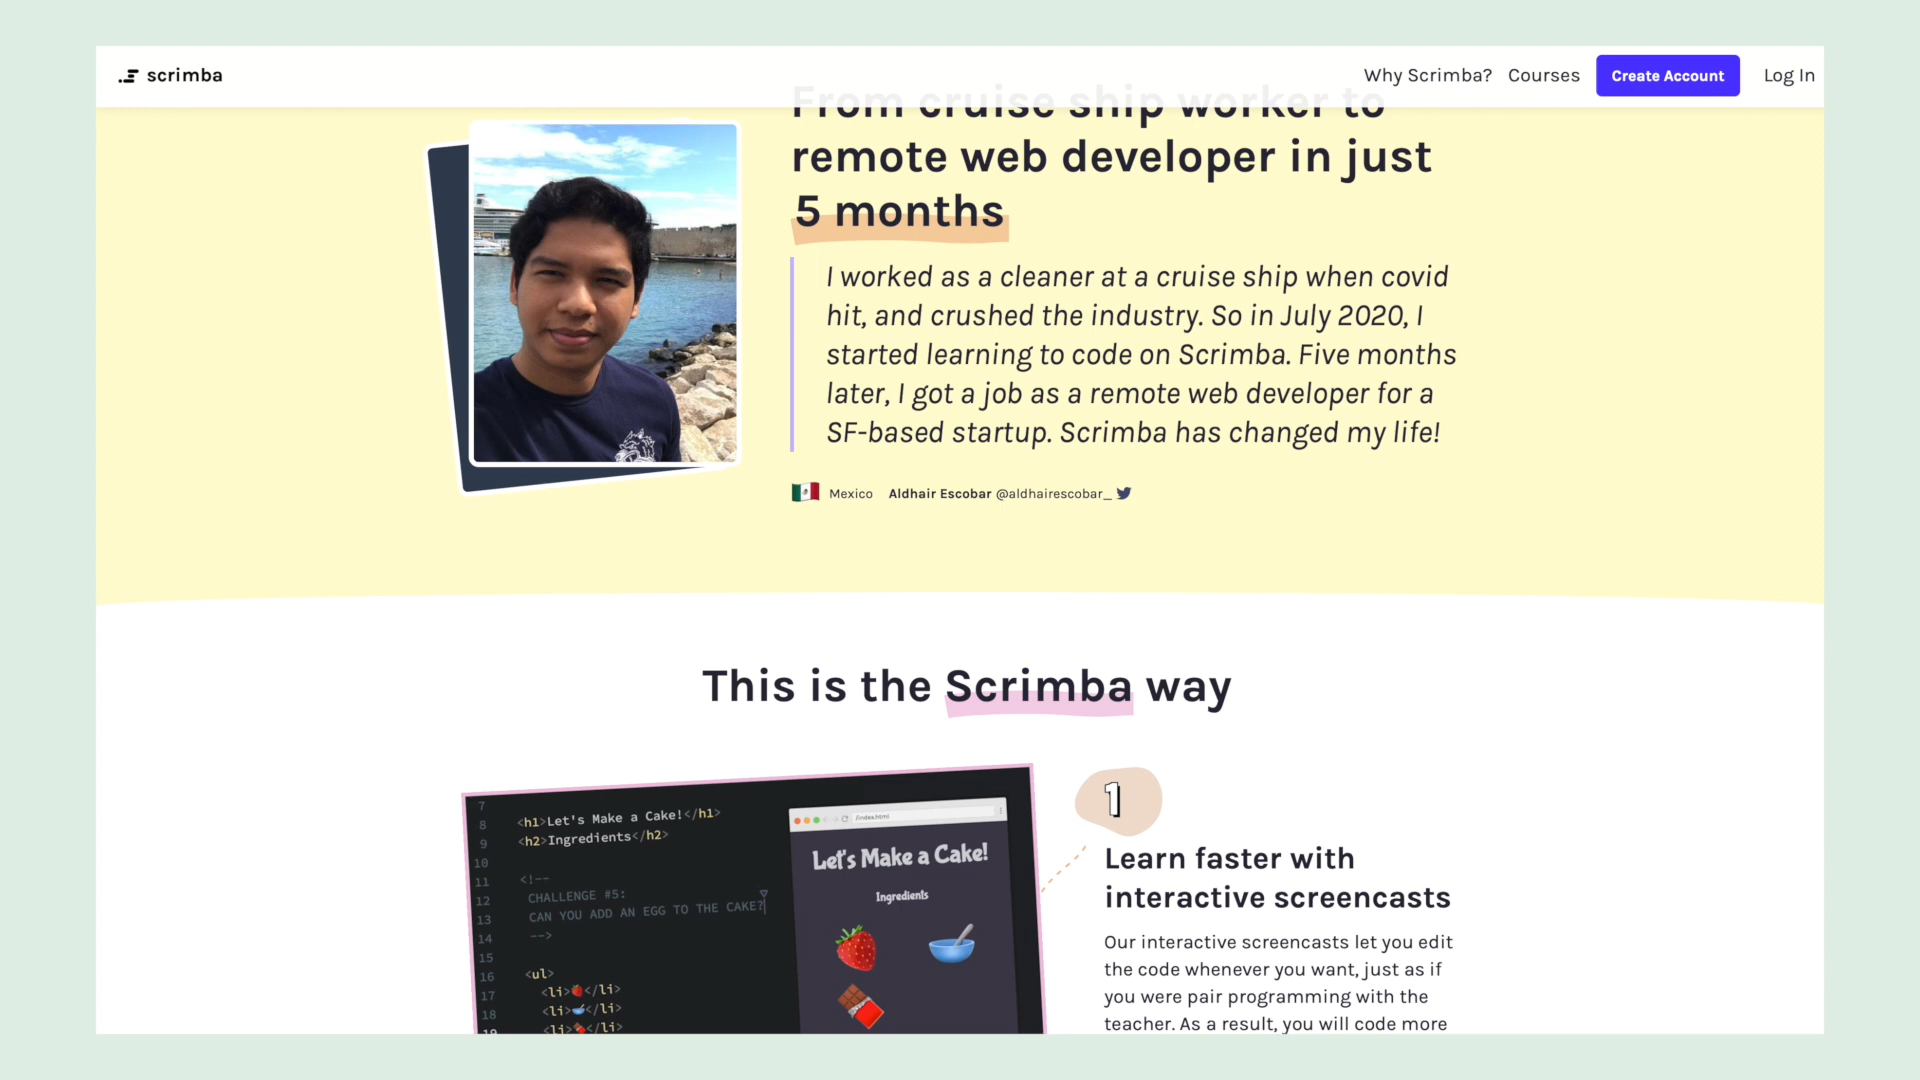 scrimba
Why Scrimba? Courses Create Account Log In
From cruise ship worker to
remote web developer in just
5 months
I worked as a cleaner at a cruise ship when covid
hit, and crushed the industry. So in July 2020, I
started learning to code on Scrimba. Five months
later, I got a job as a remote web developer for a
SF-based startup. Scrimba has changed my life!
Mexico Aldhair Escobar @aldhairescobar_
This is the Scrimba way
7
8 <h1>Let's Make a Cake!</h1>
9 <h2>Ingredients</h2>
10
11 <!--
12 CHALLENGE #5:
13 CAN YOU ADD AN EGG TO THE CAKE?
14 -->
15
16 <ul>
17 <li>🍓</li>
18 <li>🥣</li>
19 <li>🍫</li>
/index.html
Let's Make a Cake!
Ingredients
1
Learn faster with
interactive screencasts
Our interactive screencasts let you edit
the code whenever you want, just as if
you were pair programming with the
teacher. As a result, you will code more